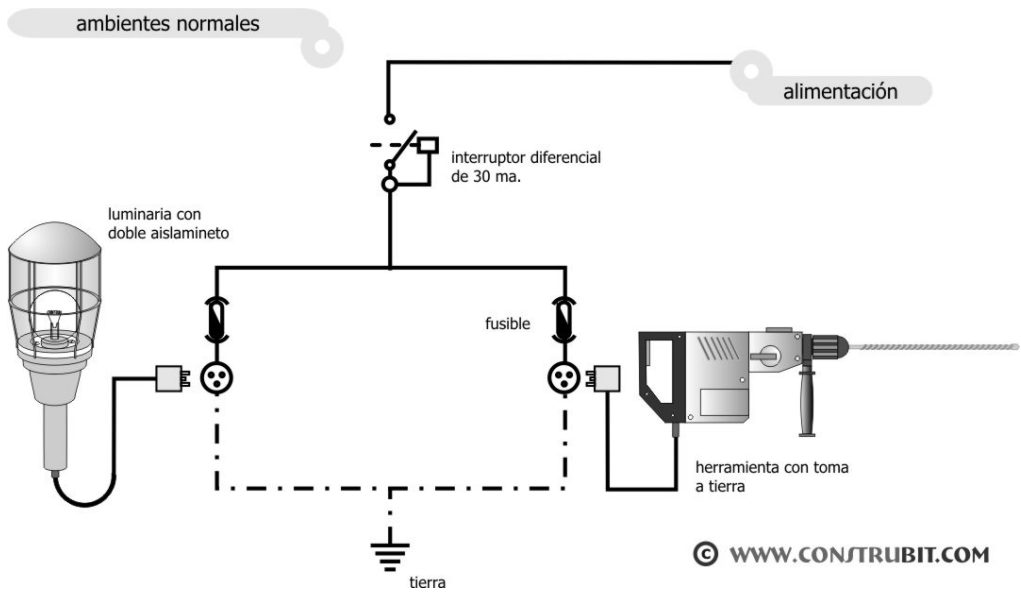 ambientes normales
alimentación
interruptor diferencial
de 30 ma.
luminaria con
doble aislamineto
fusible
herramienta con toma
a tierra
tierra
© WWW.CONSTRUBIT.COM